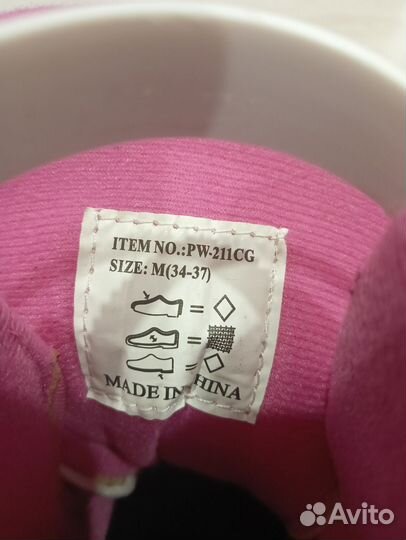 ITEM NO.:PW-211CG
SIZE: M(34-37)
=
=
=
MADE IN CHINA
Avito